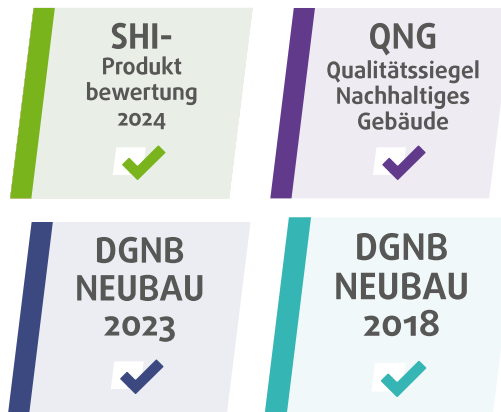 SHI-
Produkt
bewertung
2024
QNG
Qualitätssiegel
Nachhaltiges
Gebäude
DGNB
NEUBAU
2023
DGNB
NEUBAU
2018